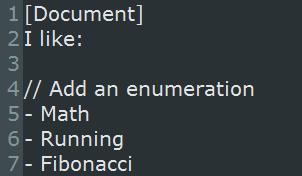 1 [Document]
2 I like:
3
4 // Add an enumeration
5 - Math
6 - Running
7 - Fibonacci